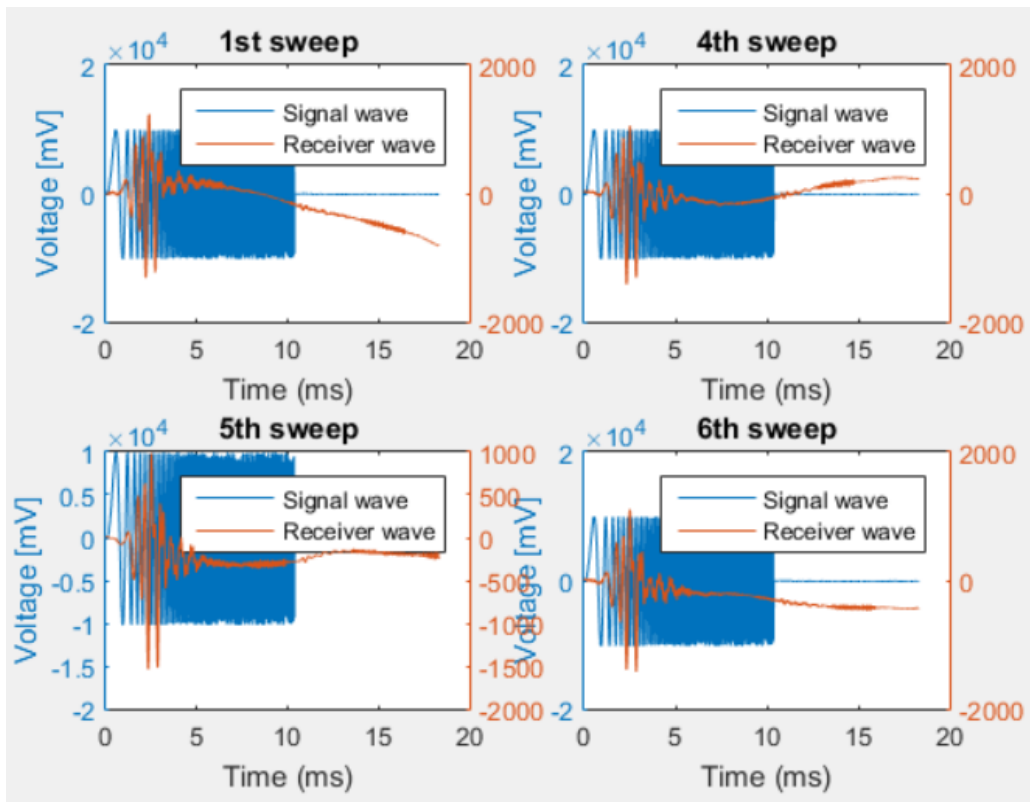 1st sweep
×10^4
2
0
-2
Voltage [mV]
Signal wave
Receiver wave
2000
0
-2000
0 5 10 15 20
Time (ms)
4th sweep
×10^4
2
0
-2
Voltage [mV]
Signal wave
Receiver wave
2000
0
-2000
0 5 10 15 20
Time (ms)
5th sweep
×10^4
1
0.5
0
-0.5
-1
-1.5
-2
Voltage [mV]
Signal wave
Receiver wave
1000
500
0
-500
-1000
-1500
-2000
0 5 10 15 20
Time (ms)
6th sweep
×10^4
2
0
-2
Voltage [mV]
Signal wave
Receiver wave
2000
0
-2000
0 5 10 15 20
Time (ms)